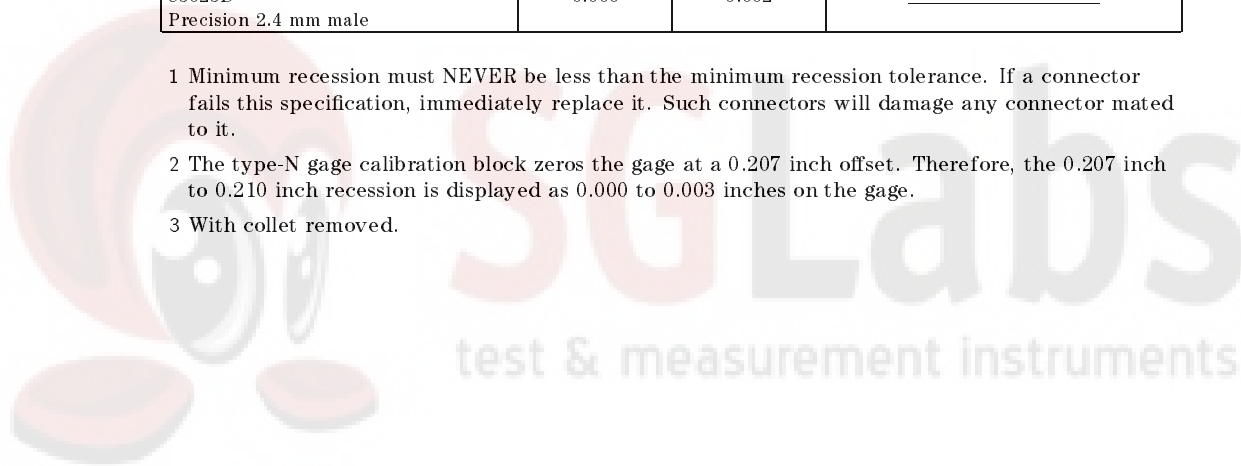 Precision 2.4 mm male
1 Minimum recession must NEVER be less than the minimum recession tolerance. If a connector
fails this specification, immediately replace it. Such connectors will damage any connector mated
to it.
2 The type-N gage calibration block zeros the gage at a 0.207 inch offset. Therefore, the 0.207 inch
to 0.210 inch recession is displayed as 0.000 to 0.003 inches on the gage.
3 With collet removed.
SGLabs
test & measurement instruments